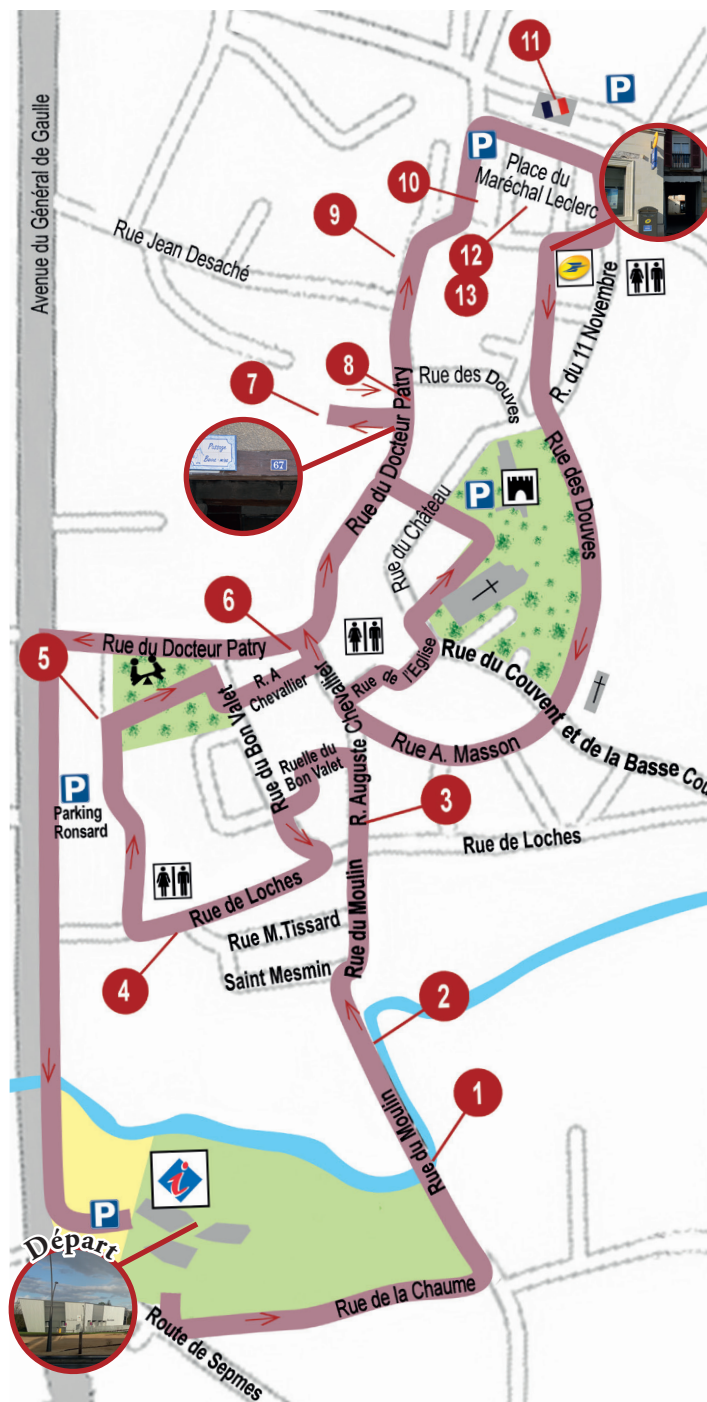 11
P
P
Avenue du Général de Gaulle
Place du
Maréchal Leclerc
10
9
12
13
Rue Jean Desaché
R. du 11 Novembre
8
7
Rue des Douves
Rue du Docteur Patry
Passage
67
P
Rue du Château
Rue des Douves
6
Rue du Docteur Patry
5
R. A
Chevallier
Rue de
l'Eglise
Rue du Couvent et de la Basse Cou
Rue du Bon Valet
R. Auguste Chevallier
Rue A. Masson
Ruelle du
Bon Valet
P
Parking
Ronsard
3
Rue de Loches
Rue de Loches
Rue M.Tissard
Rue du Moulin
Saint Mesmin
4
2
1
Rue du Moulin
i
P
Départ
Rue de la Chaume
Route de Sepmes